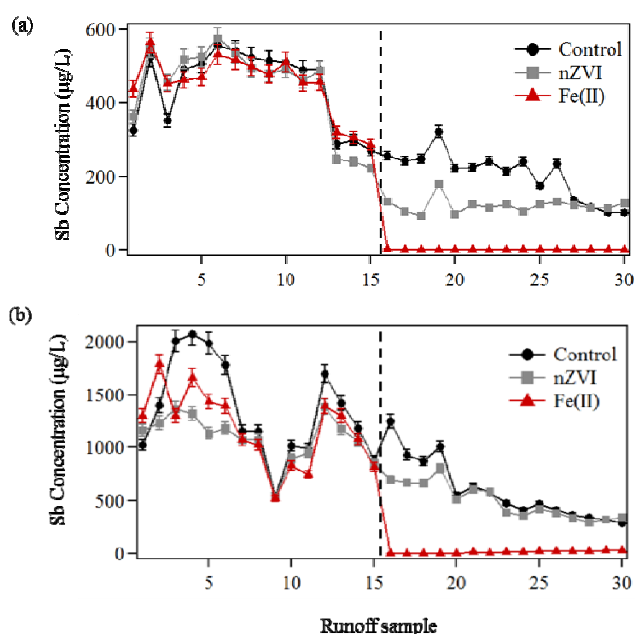 (a)
600
400
200
0
Sb Concentration (µg/L)
Control
nZVI
Fe(II)
5
10
15
20
25
30
(b)
2000
1500
1000
500
0
Sb Concentration (µg/L)
Control
nZVI
Fe(II)
5
10
15
20
25
30
Runoff sample